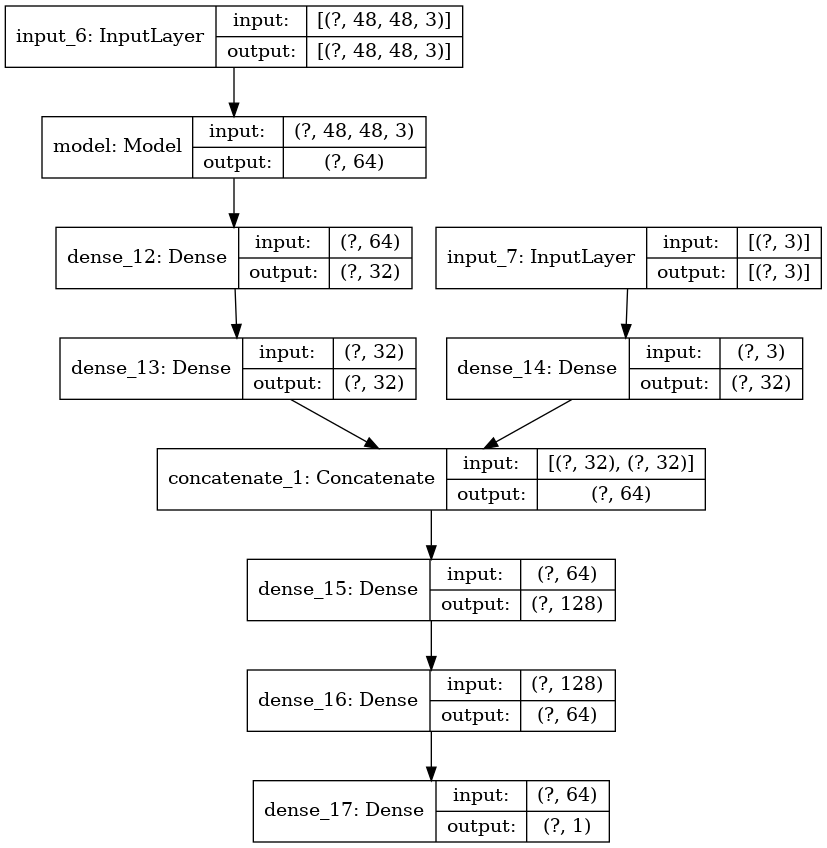 input_6: InputLayer
input: [(?, 48, 48, 3)]
output: [(?, 48, 48, 3)]
model: Model
input: (?, 48, 48, 3)
output: (?, 64)
dense_12: Dense
input: (?, 64)
output: (?, 32)
input_7: InputLayer
input: [(?, 3)]
output: [(?, 3)]
dense_13: Dense
input: (?, 32)
output: (?, 32)
dense_14: Dense
input: (?, 3)
output: (?, 32)
concatenate_1: Concatenate
input: [(?, 32), (?, 32)]
output: (?, 64)
dense_15: Dense
input: (?, 64)
output: (?, 128)
dense_16: Dense
input: (?, 128)
output: (?, 64)
dense_17: Dense
input: (?, 64)
output: (?, 1)